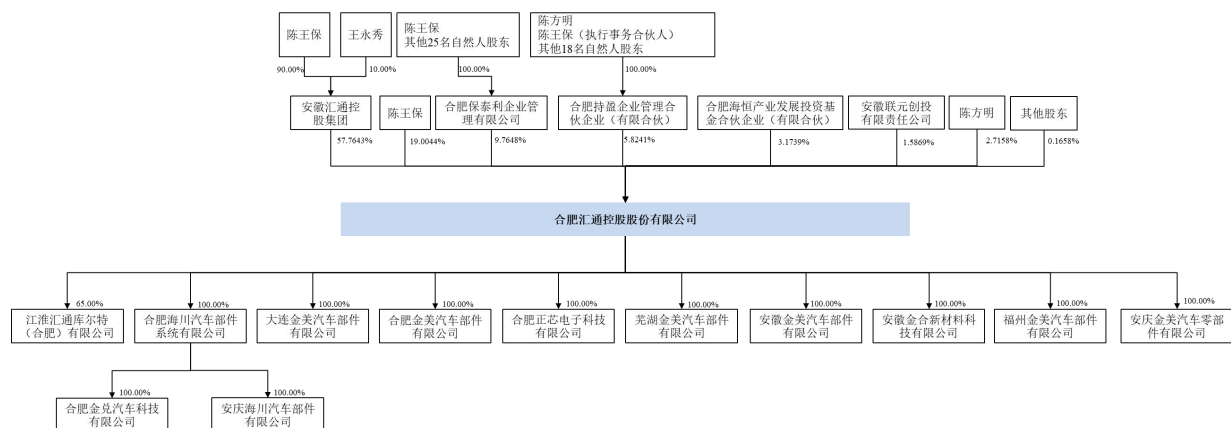 陈王保
王永秀
陈王保
其他25名自然人股东
陈方明
陈王保（执行事务合伙人）
其他18名自然人股东
90.00%
10.00%
100.00%
100.00%
安徽汇通控
股集团
陈王保
合肥保泰利企业管
理有限公司
合肥持盈企业管理合
伙企业（有限合伙）
合肥海恒产业发展投资基
金合伙企业（有限合伙）
安徽联元创投
有限责任公司
陈方明
其他股东
57.7643%
19.0044%
9.7648%
5.8241%
3.1739%
1.5869%
2.7158%
0.1658%
合肥汇通控股股份有限公司
65.00%
100.00%
100.00%
100.00%
100.00%
100.00%
100.00%
100.00%
100.00%
100.00%
江淮汇通库尔特
（合肥）有限公司
合肥海川汽车部件
系统有限公司
大连金美汽车部件
有限公司
合肥金美汽车部件
有限公司
合肥正芯电子科技
有限公司
芜湖金美汽车部件
有限公司
安徽金美汽车部件
有限公司
安徽金合新材料科
技有限公司
福州金美汽车部件
有限公司
安庆金美汽车零部
件有限公司
100.00%
100.00%
合肥金兑汽车科技
有限公司
安庆海川汽车部件
有限公司